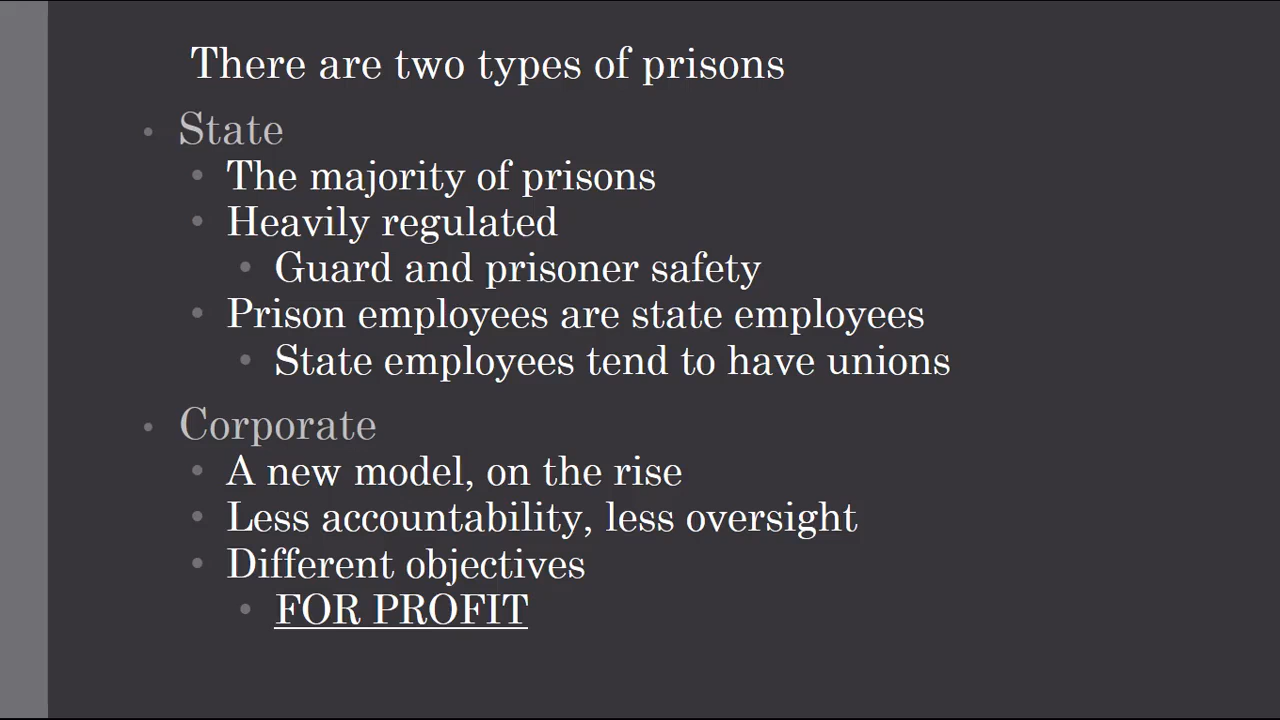 There are two types of prisons
• State
• The majority of prisons
• Heavily regulated
• Guard and prisoner safety
• Prison employees are state employees
• State employees tend to have unions
• Corporate
• A new model, on the rise
• Less accountability, less oversight
• Different objectives
• FOR PROFIT